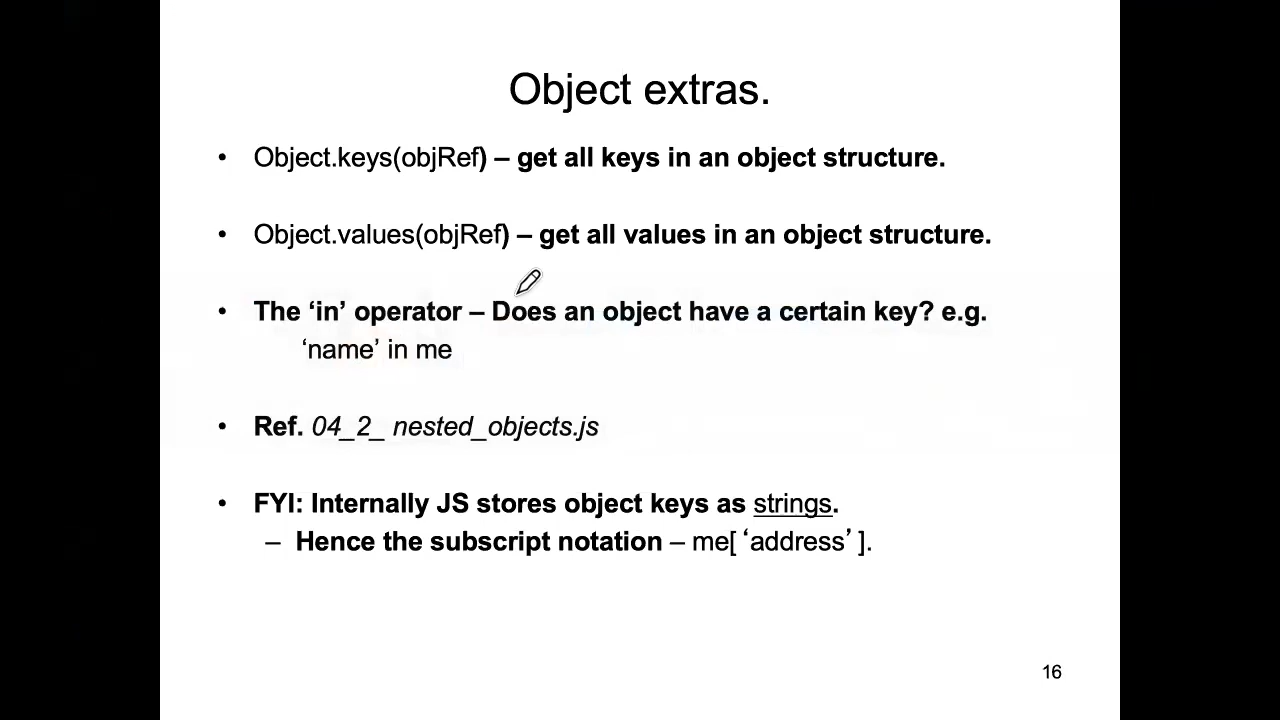 Object extras.
• Object.keys(objRef) – get all keys in an object structure.
• Object.values(objRef) – get all values in an object structure.
• The ‘in’ operator – Does an object have a certain key? e.g.
‘name’ in me
• Ref. 04_2_ nested_objects.js
• FYI: Internally JS stores object keys as strings.
– Hence the subscript notation – me[ ‘address’ ].
16